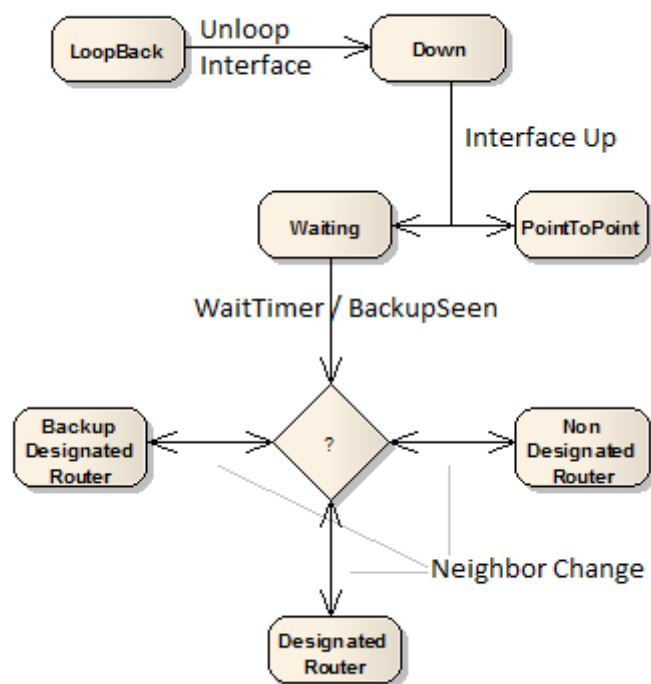 LoopBack
Unloop
Interface
Down
Interface Up
Waiting
PointToPoint
WaitTimer / BackupSeen
Backup
Designated
Router
?
Non
Designated
Router
Neighbor Change
Designated
Router